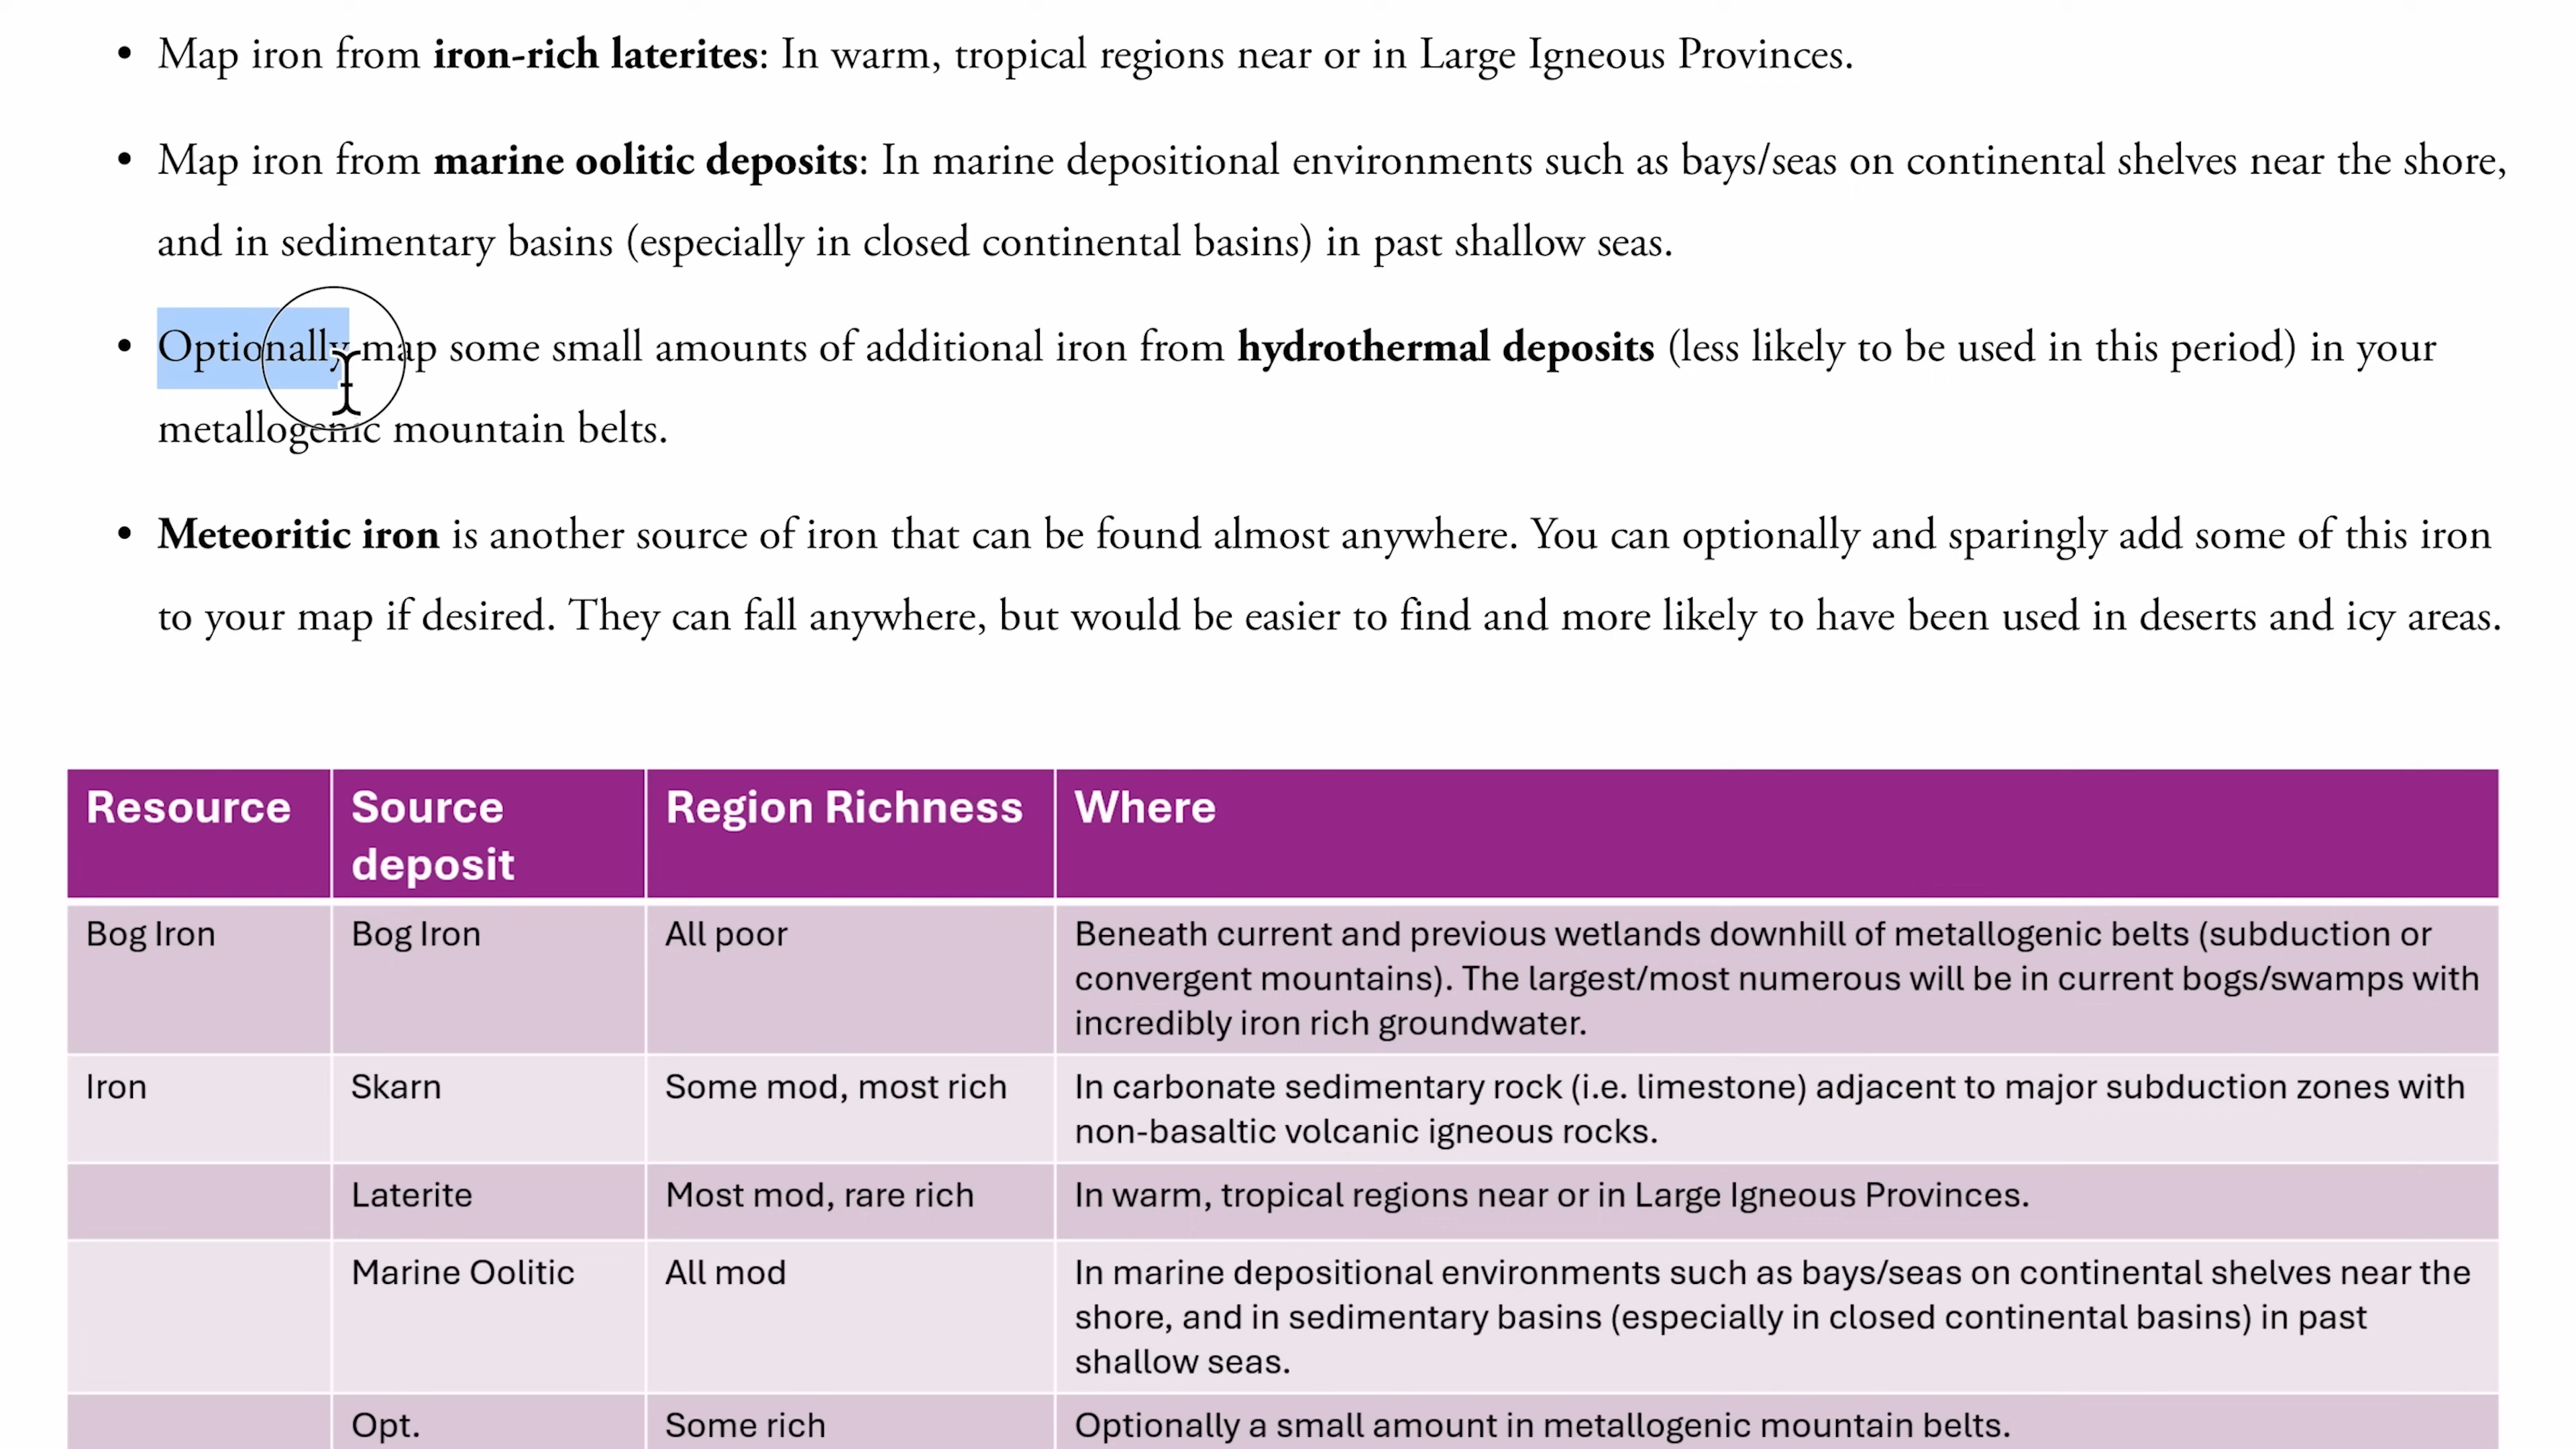 • Map iron from iron-rich laterites: In warm, tropical regions near or in Large Igneous Provinces.
• Map iron from marine oolitic deposits: In marine depositional environments such as bays/seas on continental shelves near the shore,
and in sedimentary basins (especially in closed continental basins) in past shallow seas.
• Optionally map some small amounts of additional iron from hydrothermal deposits (less likely to be used in this period) in your
metallogenic mountain belts.
• Meteoritic iron is another source of iron that can be found almost anywhere. You can optionally and sparingly add some of this iron
to your map if desired. They can fall anywhere, but would be easier to find and more likely to have been used in deserts and icy areas.
Resource
Source
deposit
Region Richness
Where
Bog Iron
Bog Iron
All poor
Beneath current and previous wetlands downhill of metallogenic belts (subduction or
convergent mountains). The largest/most numerous will be in current bogs/swamps with
incredibly iron rich groundwater.
Iron
Skarn
Some mod, most rich
In carbonate sedimentary rock (i.e. limestone) adjacent to major subduction zones with
non-basaltic volcanic igneous rocks.
Laterite
Most mod, rare rich
In warm, tropical regions near or in Large Igneous Provinces.
Marine Oolitic
All mod
In marine depositional environments such as bays/seas on continental shelves near the
shore, and in sedimentary basins (especially in closed continental basins) in past
shallow seas.
Opt.
Some rich
Optionally a small amount in metallogenic mountain belts.